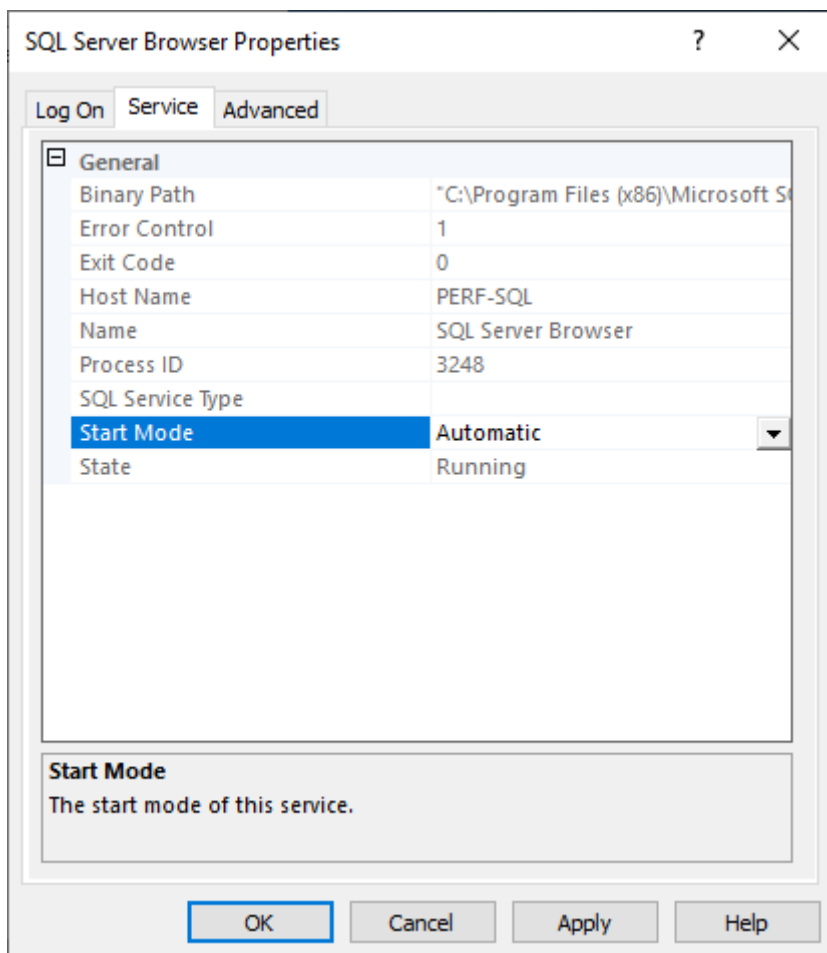 SQL Server Browser Properties ? X
Log On Service Advanced
General
Binary Path "C:\Program Files (x86)\Microsoft
Error Control 1
Exit Code 0
Host Name PERF-SQL
Name SQL Server Browser
Process ID 3248
SQL Service Type
Start Mode Automatic
State Running
Start Mode
The start mode of this service.
OK Cancel Apply Help